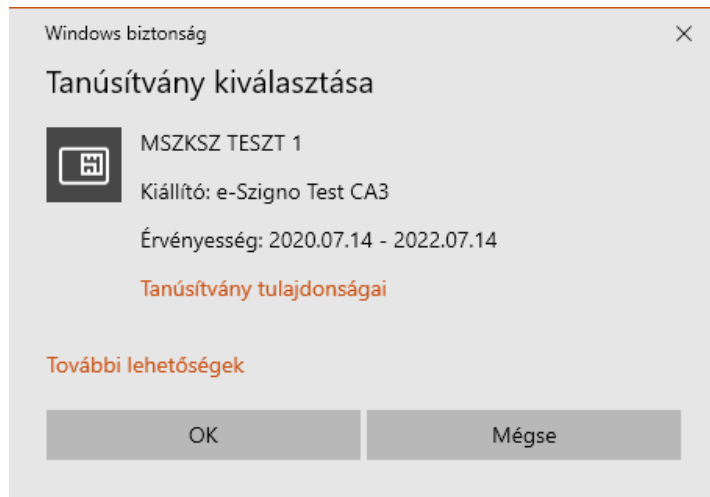 Windows biztonság
Tanúsítvány kiválasztása
MSZKSZ TESZT 1
Kiállító: e-Szigno Test CA3
Érvényesség: 2020.07.14 - 2022.07.14
Tanúsítvány tulajdonságai
További lehetőségek
OK
Mégse